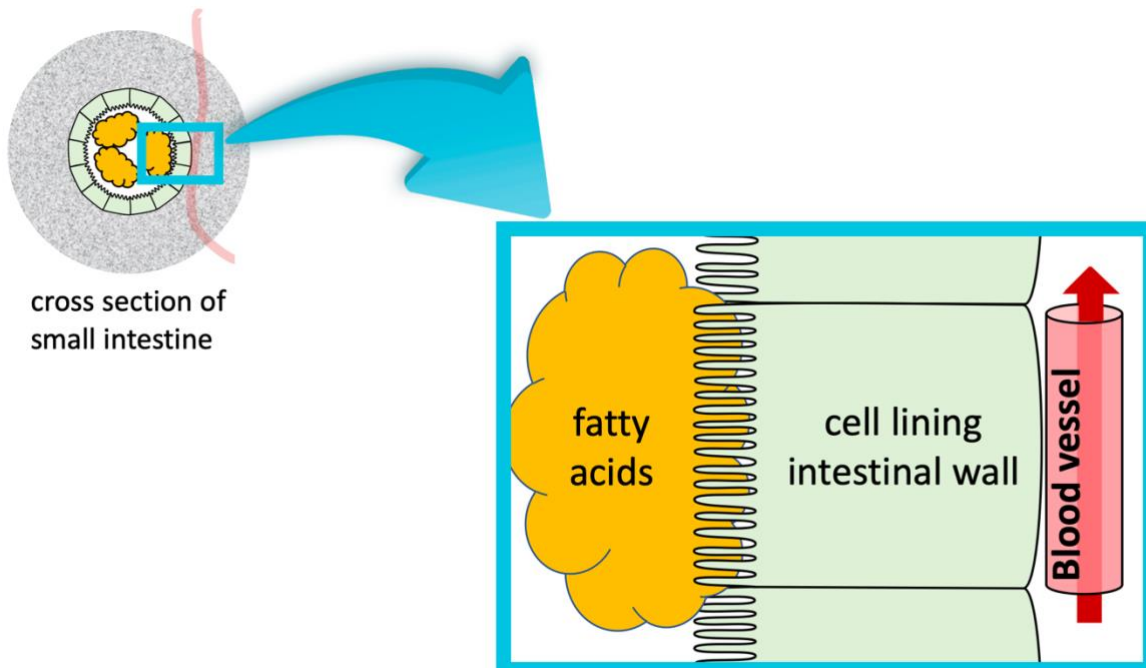 cross section of
small intestine
fatty
acids
cell lining
intestinal wall
Blood vessel